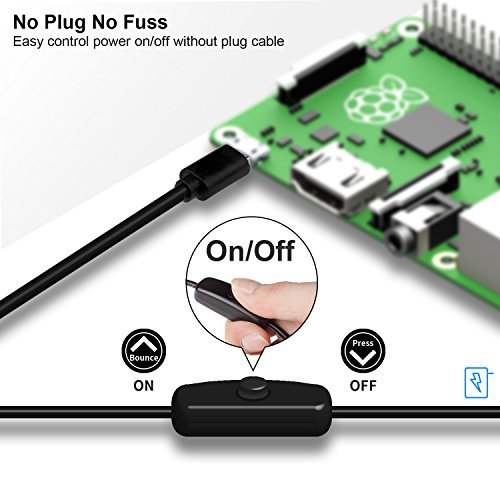 No Plug No Fuss
Easy control power on/off without plug cable
On/Off
Bounce
ON
Press
OFF